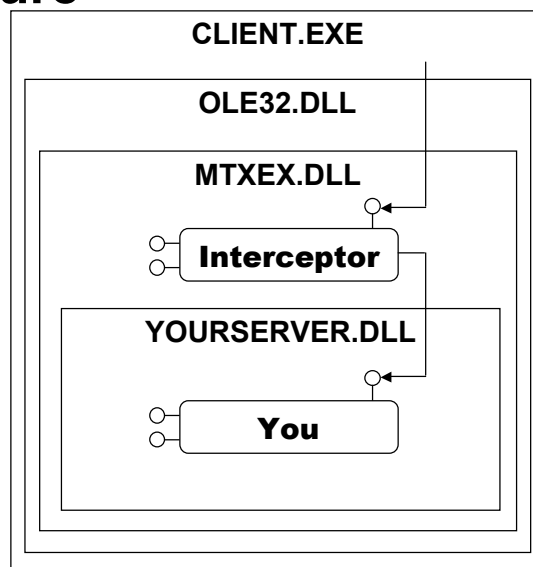 CLIENT.EXE
OLE32.DLL
MTXEX.DLL
Interceptor
YOURSERVER.DLL
You